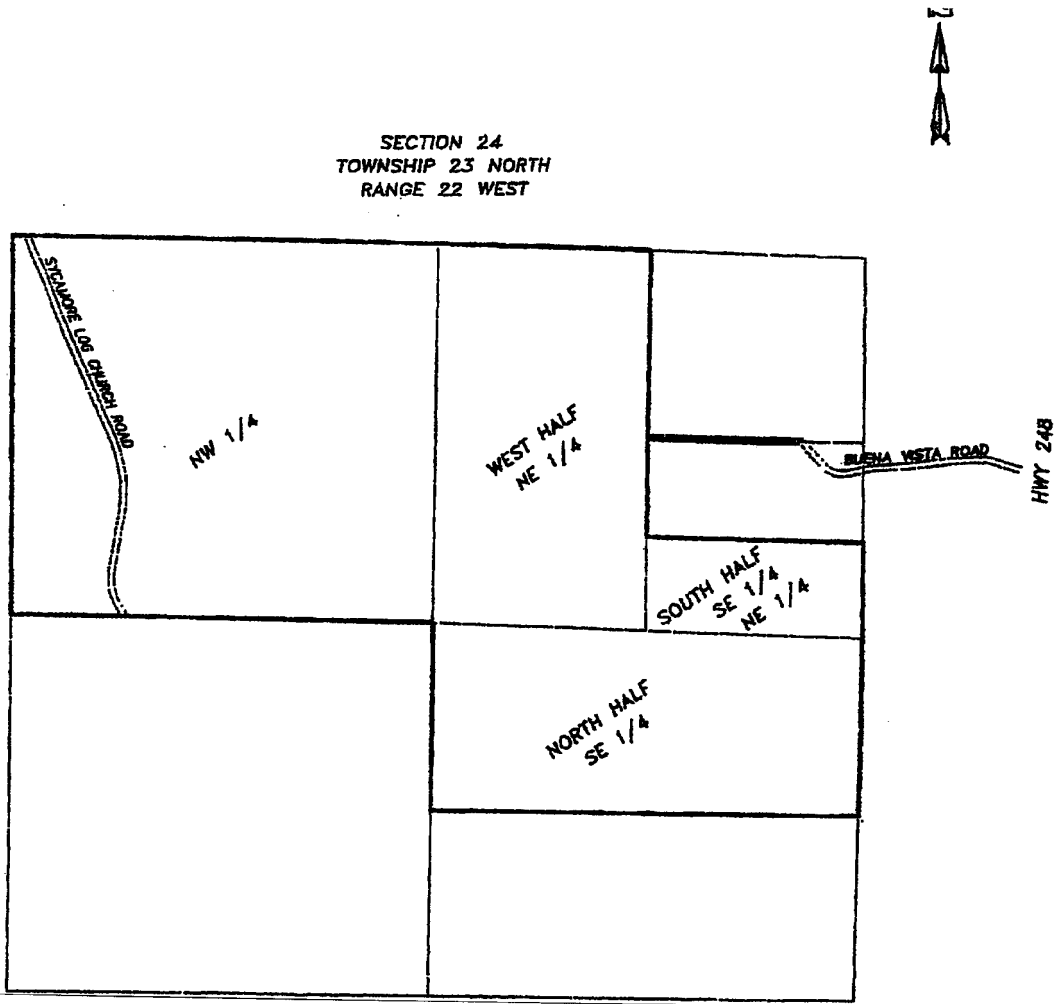 SECTION 24
TOWNSHIP 23 NORTH
RANGE 22 WEST
SYCAMORE LOG CHURCH ROAD
NW 1/4
WEST HALF
NE 1/4
BUENA VISTA ROAD
HWY 248
SOUTH HALF
SE 1/4
NE 1/4
NORTH HALF
SE 1/4